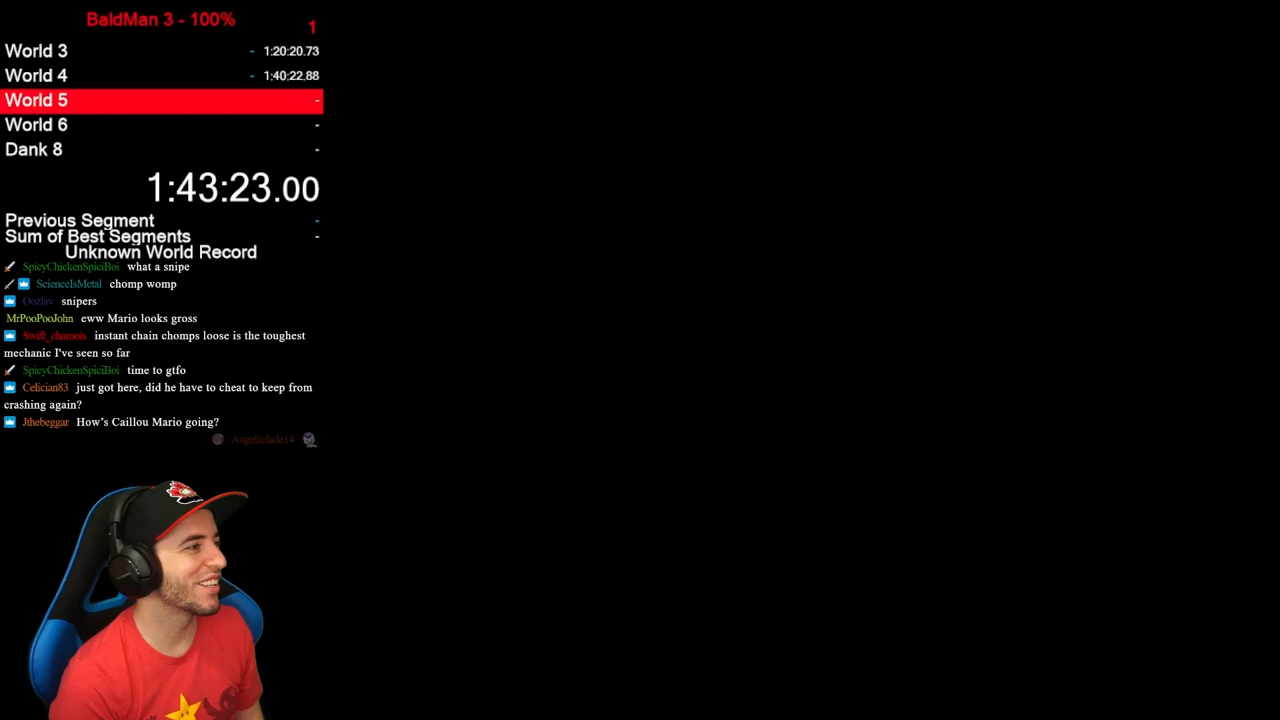 BaldMan 3 - 100%
1
World 3 - 1:20:20.73
World 4 - 1:40:22.88
World 5 -
World 6 -
Dank 8 -
1:43:23.00
Previous Segment -
Sum of Best Segments -
Unknown World Record
SpicyChickenSpiciBoi what a snipe
ScienceIsMetal chomp womp
Oozlav snipers
MrPooPooJohn eww Mario looks gross
Swift_chamois instant chain chomps loose is the toughest
mechanic I've seen so far
SpicyChickenSpiciBoi time to gtfo
Celician83 just got here, did he have to cheat to keep from
crashing again?
Jthebeggar How's Caillou Mario going?
AngelicJade14